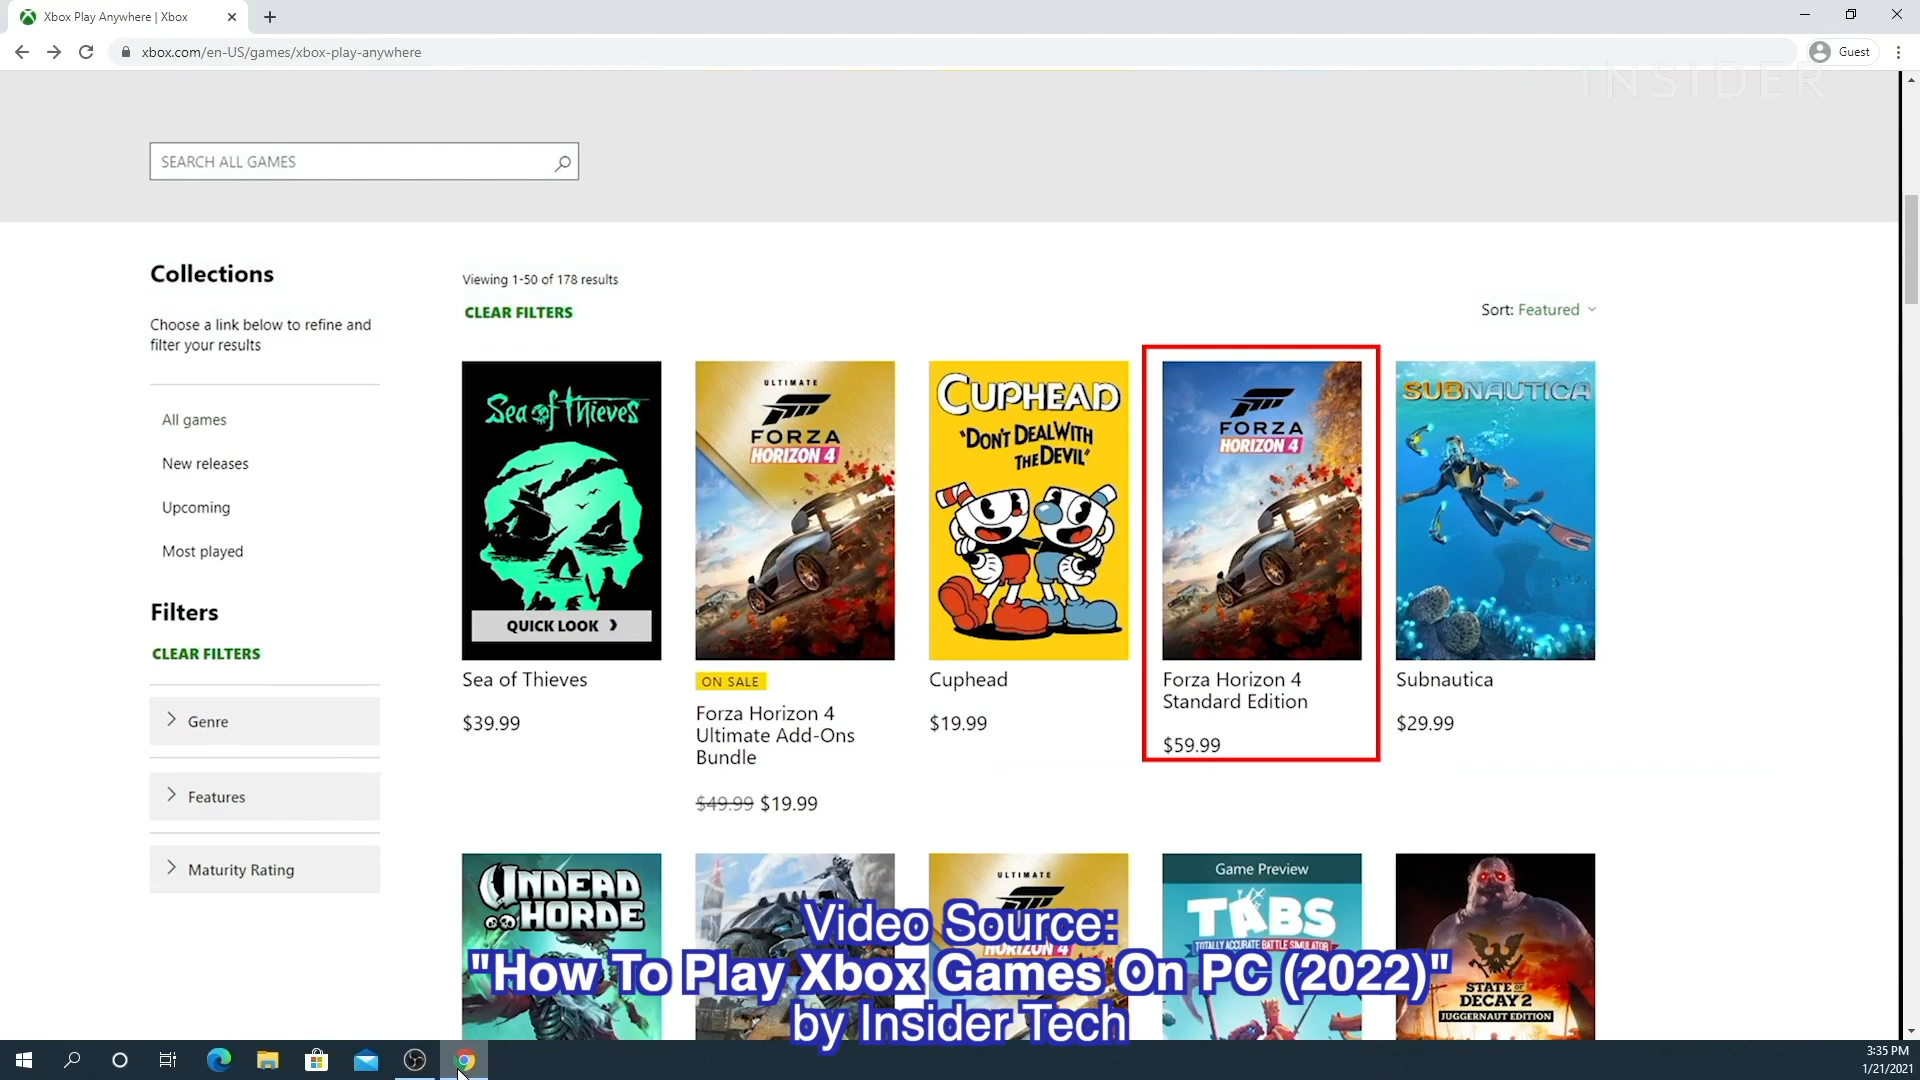 Xbox Play Anywhere | Xbox
xbox.com/en-US/games/xbox-play-anywhere
Guest
INSIDER
SEARCH ALL GAMES
Collections
Choose a link below to refine and
filter your results
All games
New releases
Upcoming
Most played
Filters
CLEAR FILTERS
Genre
Features
Maturity Rating
Viewing 1-50 of 178 results
CLEAR FILTERS
Sort: Featured
Sea of Thieves
QUICK LOOK
Sea of Thieves
$39.99
ULTIMATE
FORZA
HORIZON 4
ON SALE
Forza Horizon 4
Ultimate Add-Ons
Bundle
$49.99 $19.99
CUPHEAD
"DON'T DEAL WITH
THE DEVIL"
Cuphead
$19.99
FORZA
HORIZON 4
Forza Horizon 4
Standard Edition
$59.99
SUBNAUTICA
Subnautica
$29.99
UNDEAD
HORDE
ULTIMATE
HORIZON 4
Game Preview
TABS
TOTALLY ACCURATE BATTLE SIMULATOR
STATE OF
DECAY 2
JUGGERNAUT EDITION
Video Source:
"How To Play Xbox Games On PC (2022)"
by Insider Tech
3:35 PM
1/21/2021